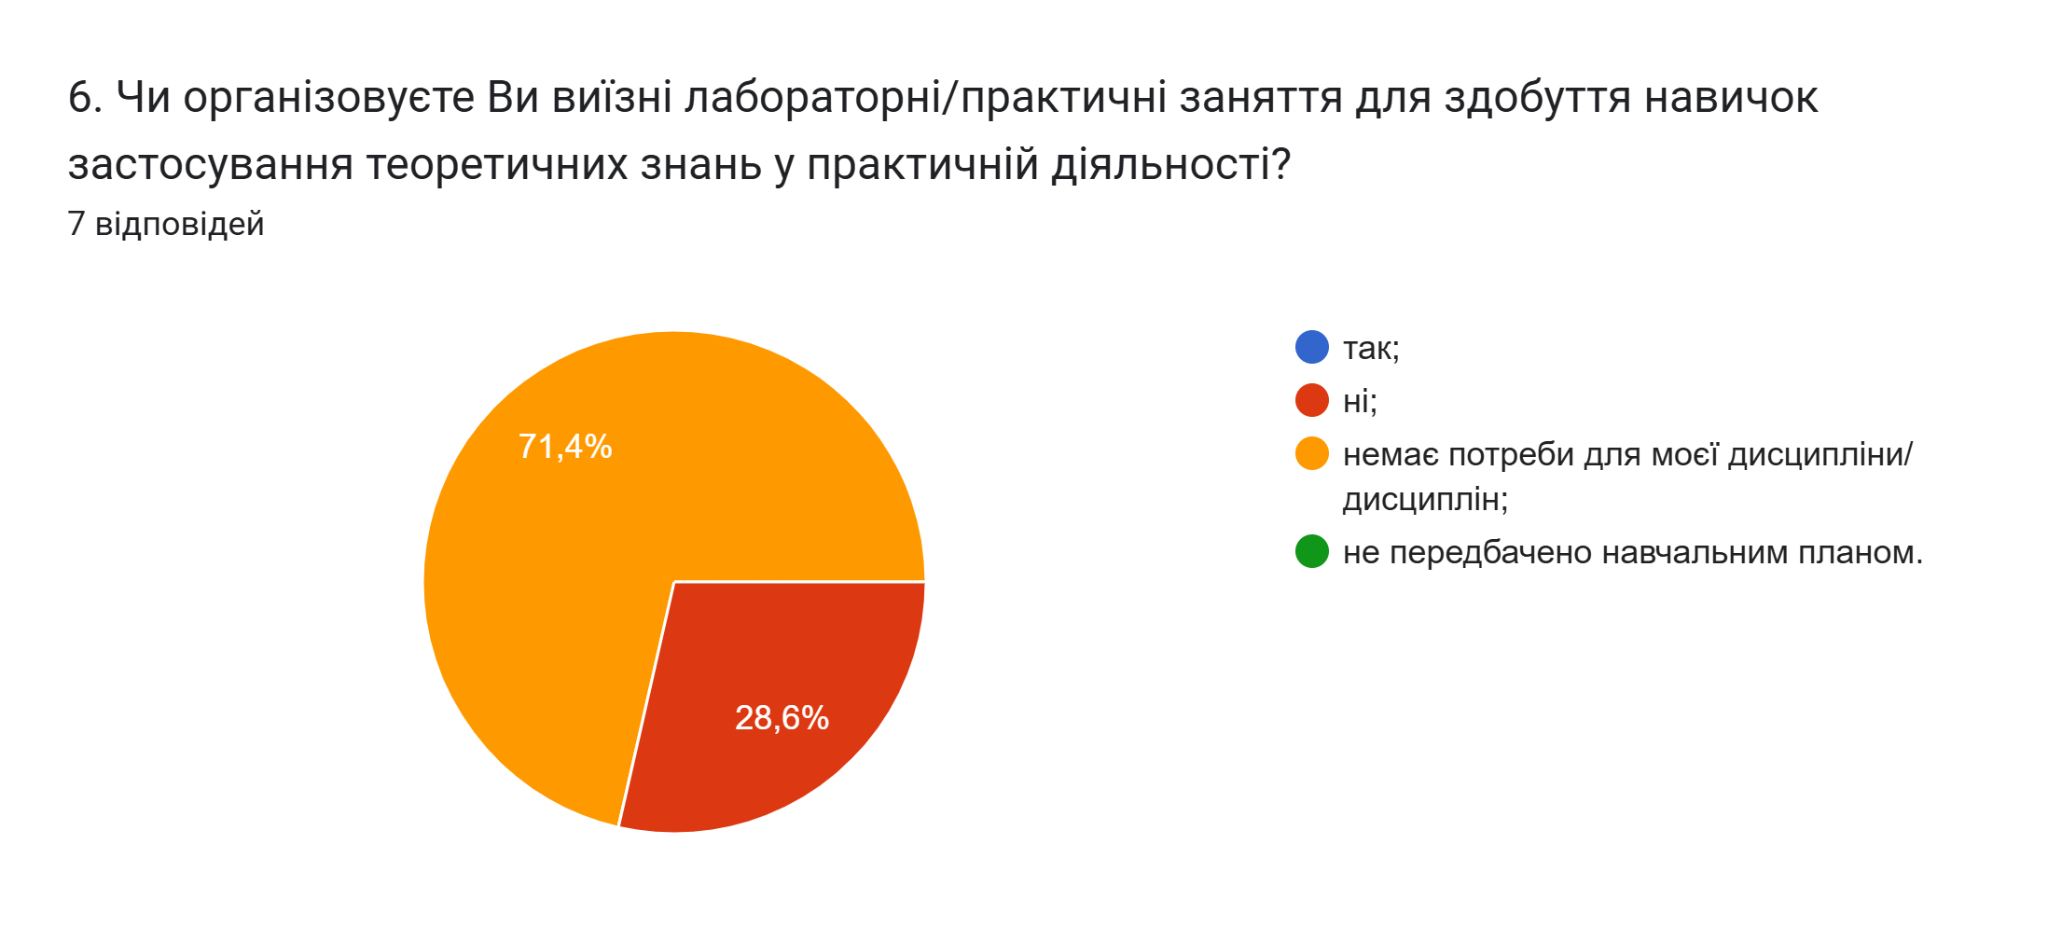 6. Чи організовуєте Ви виїзні лабораторні/практичні заняття для здобуття навичок
застосування теоретичних знань у практичній діяльності?
7 відповідей
71,4%
28,6%
так;
ні;
немає потреби для моєї дисципліни/
дисциплін;
не передбачено навчальним планом.